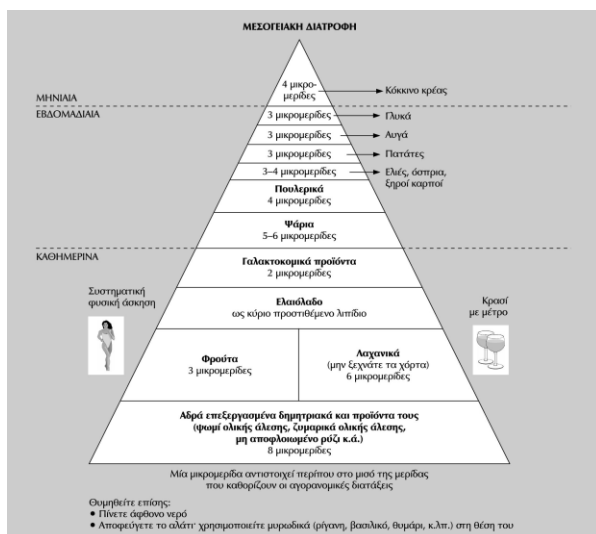 ΜΕΣΟΓΕΙΑΚΗ ΔΙΑΤΡΟΦΗ
4 μικρο-
μερίδες
Κόκκινο κρέας
ΜΗΝΙΑΙΑ
ΕΒΔΟΜΑΔΙΑΙΑ
3 μικρομερίδες
Γλυκά
3 μικρομερίδες
Αυγά
3 μικρομερίδες
Πατάτες
3–4 μικρομερίδες
Ελιές, όσπρια,
ξηροί καρποί
Πουλερικά
4 μικρομερίδες
Ψάρια
5–6 μικρομερίδες
ΚΑΘΗΜΕΡΙΝΑ
Γαλακτοκομικά προϊόντα
2 μικρομερίδες
Συστηματική
φυσική άσκηση
Ελαιόλαδο
ως κύριο προστιθέμενο λιπίδιο
Κρασί
με μέτρο
Φρούτα
3 μικρομερίδες
Λαχανικά
(μην ξεχνάτε τα χόρτα)
6 μικρομερίδες
Αδρά επεξεργασμένα δημητριακά και προϊόντα τους
(ψωμί ολικής άλεσης, ζυμαρικά ολικής άλεσης,
μη αποφλοιωμένο ρύζι κ.ά.)
8 μικρομερίδες
Μία μικρομερίδα αντιστοιχεί περίπου στο μισό της μερίδας
που καθορίζουν οι αγορανομικές διατάξεις
Θυμηθείτε επίσης:
• Πίνετε άφθονο νερό
• Αποφεύγετε το αλάτι· χρησιμοποιείτε μυρωδικά (ρίγανη, βασιλικό, θυμάρι, κ.λπ.) στη θέση του